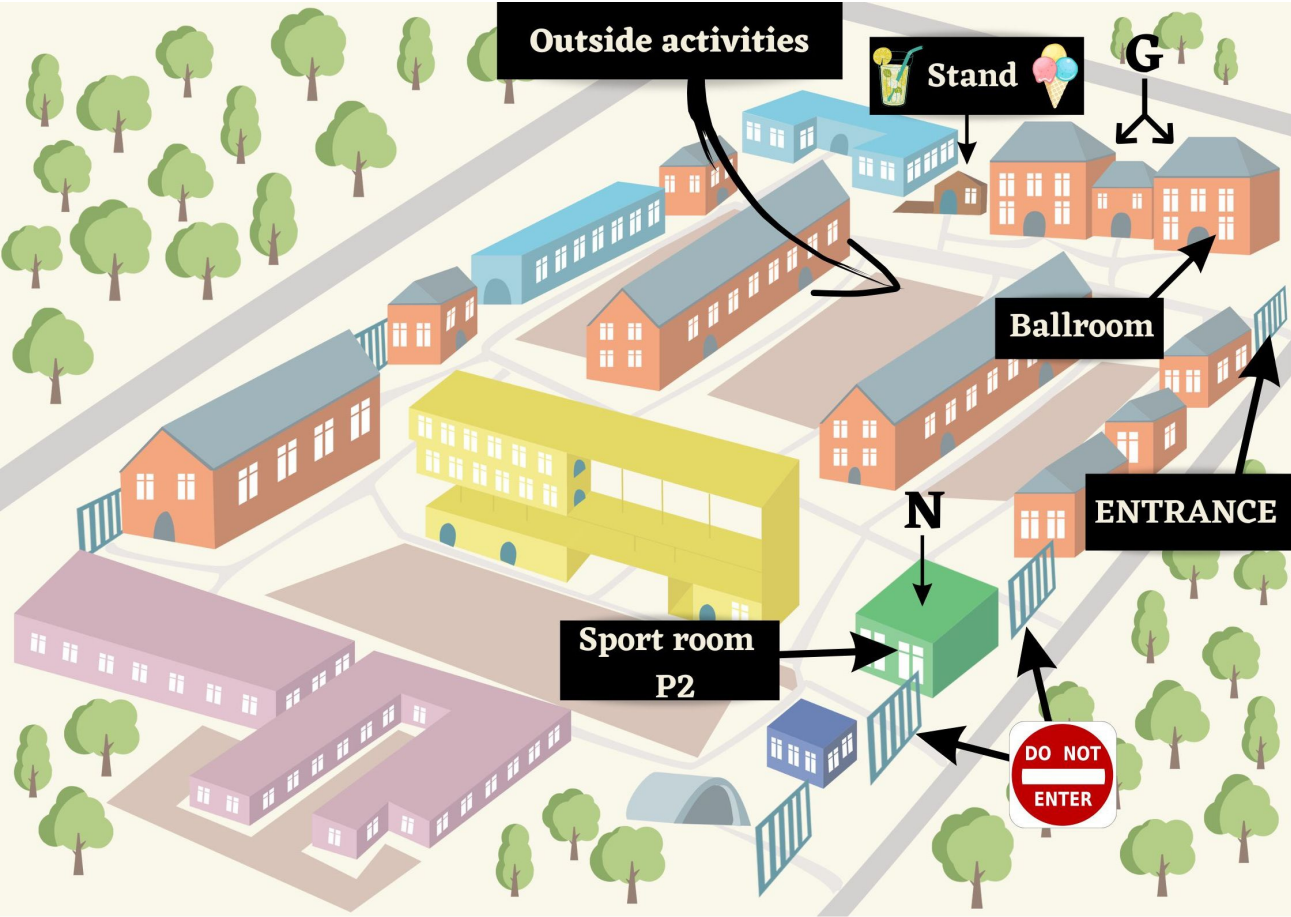 Outside activities
Stand
G
Ballroom
ENTRANCE
N
Sport room
P2
DO NOT
ENTER